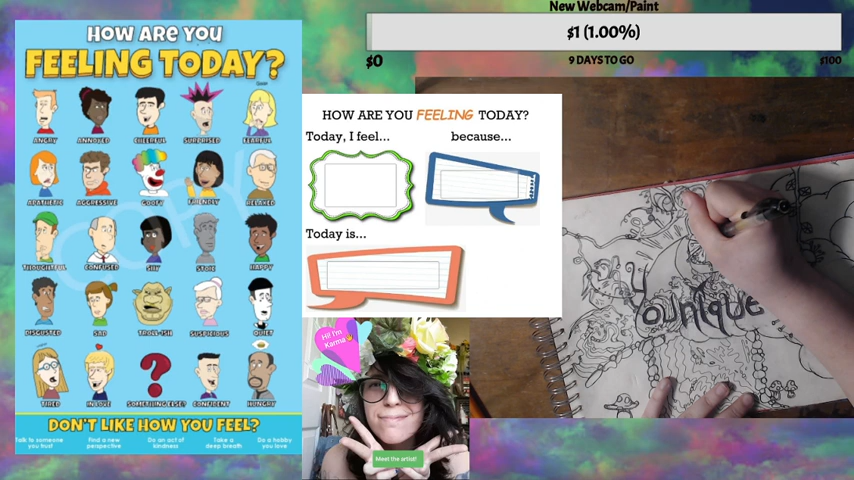 HOW ARE YOU
FEELING TODAY?
ANGRY ANNOYED CHEERFUL SURPRISED FEARFUL
APATHETIC AGGRESSIVE GOOFY FRIENDLY RELAXED
THOUGHTFUL CONFUSED SHY STOIC HAPPY
DISGUSTED SAD TROLL-ISH SUSPICIOUS QUIET
TIRED IN LOVE SOMETHING ELSE? CONFIDENT HUNGRY
DON'T LIKE HOW YOU FEEL?
Talk to someone you trust
Find a new perspective
Do an act of kindness
Take a deep breath
Do a hobby you love
COPY
New Webcam/Paint
$1 (1.00%)
$0 9 DAYS TO GO $100
HOW ARE YOU FEELING TODAY?
Today, I feel... because...
Today is...
Hi! I'm
Karma
Meet the artist!
Younique